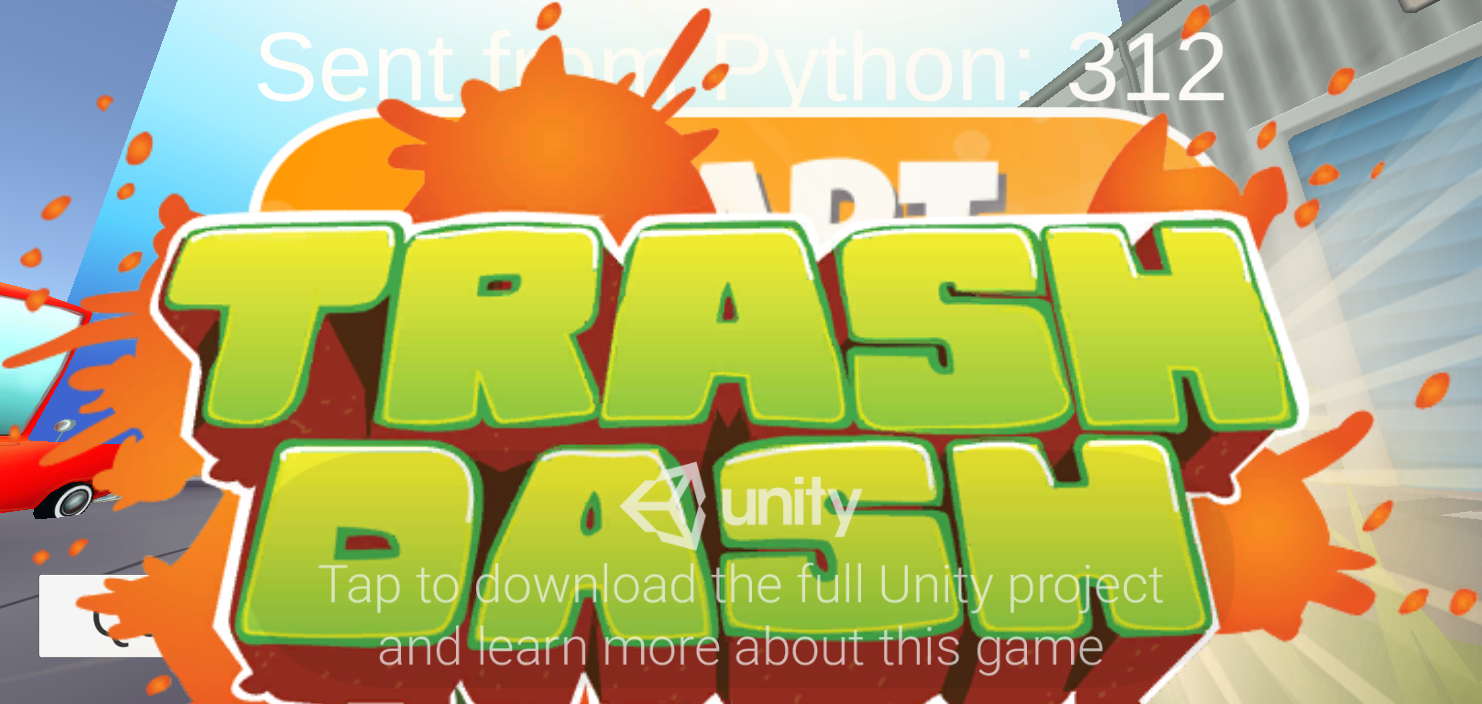 Sent from Python: 312
TRASH
DASH
unity
Tap to download the full Unity project
and learn more about this game